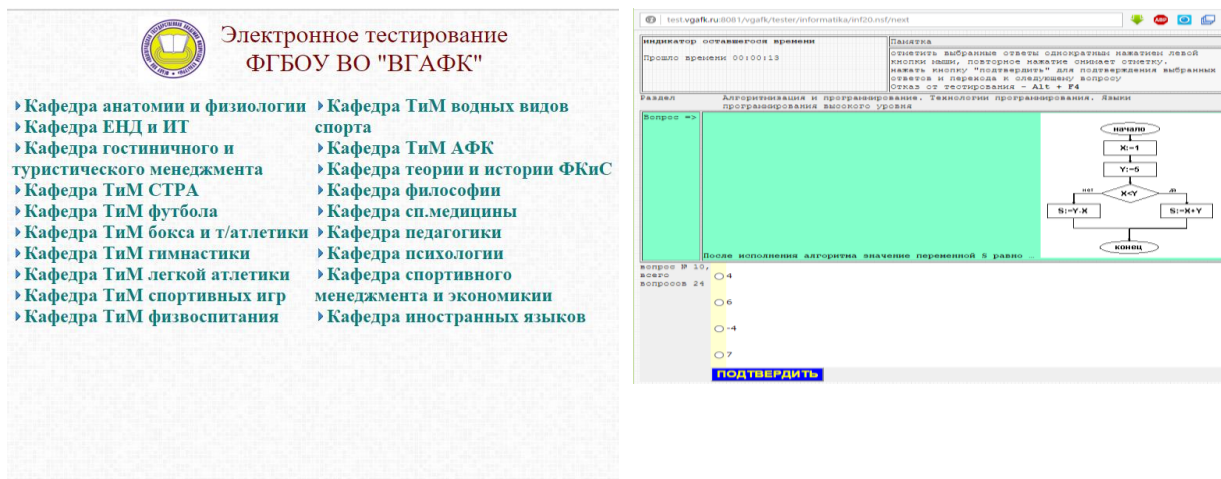 Электронное тестирование
ФГБОУ ВО "ВГАФК"
Кафедра анатомии и физиологии
Кафедра ЕНД и ИТ
Кафедра гостиничного и
туристического менеджмента
Кафедра ТиМ СТРА
Кафедра ТиМ футбола
Кафедра ТиМ бокса и т/атлетики
Кафедра ТиМ гимнастики
Кафедра ТиМ легкой атлетики
Кафедра ТиМ спортивных игр
Кафедра ТиМ физвоспитания
Кафедра ТиМ водных видов
спорта
Кафедра ТиМ АФК
Кафедра теории и истории ФКиС
Кафедра философии
Кафедра сп.медицины
Кафедра педагогики
Кафедра психологии
Кафедра спортивного
менеджмента и экономикии
Кафедра иностранных языков
test.vgafk.ru:8081/vgafk/tester/informatika/inf20.nsf/next
индикатор оставшегося времени
Прошло времени 00:00:13
Памятка
отметить выбранные ответы однократным нажатием левой
кнопки мыши, повторное нажатие снимает отметку.
нажать кнопку "подтвердить" для подтверждения выбранных
ответов и перехода к следующему вопросу
Отказ от тестирования - Alt + F4
Раздел
Алгоритмизация и программирование. Технологии программирования. Языки
программирования высокого уровня
Вопрос =>
начало
X:=1
Y:=5
нет
X<Y
да
S:=Y-X
S:=X+Y
конец
После исполнения алгоритма значение переменной S равно …
вопрос № 10,
всего
вопросов 24
4
6
-4
7
ПОДТВЕРДИТЬ